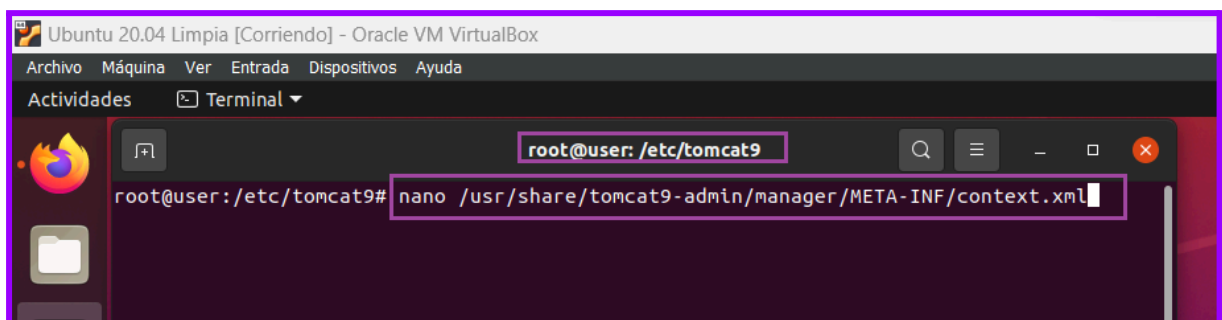 Ubuntu 20.04 Limpia [Corriendo] - Oracle VM VirtualBox
Archivo Máquina Ver Entrada Dispositivos Ayuda
Actividades Terminal
root@user: /etc/tomcat9
root@user:/etc/tomcat9# nano /usr/share/tomcat9-admin/manager/META-INF/context.xml